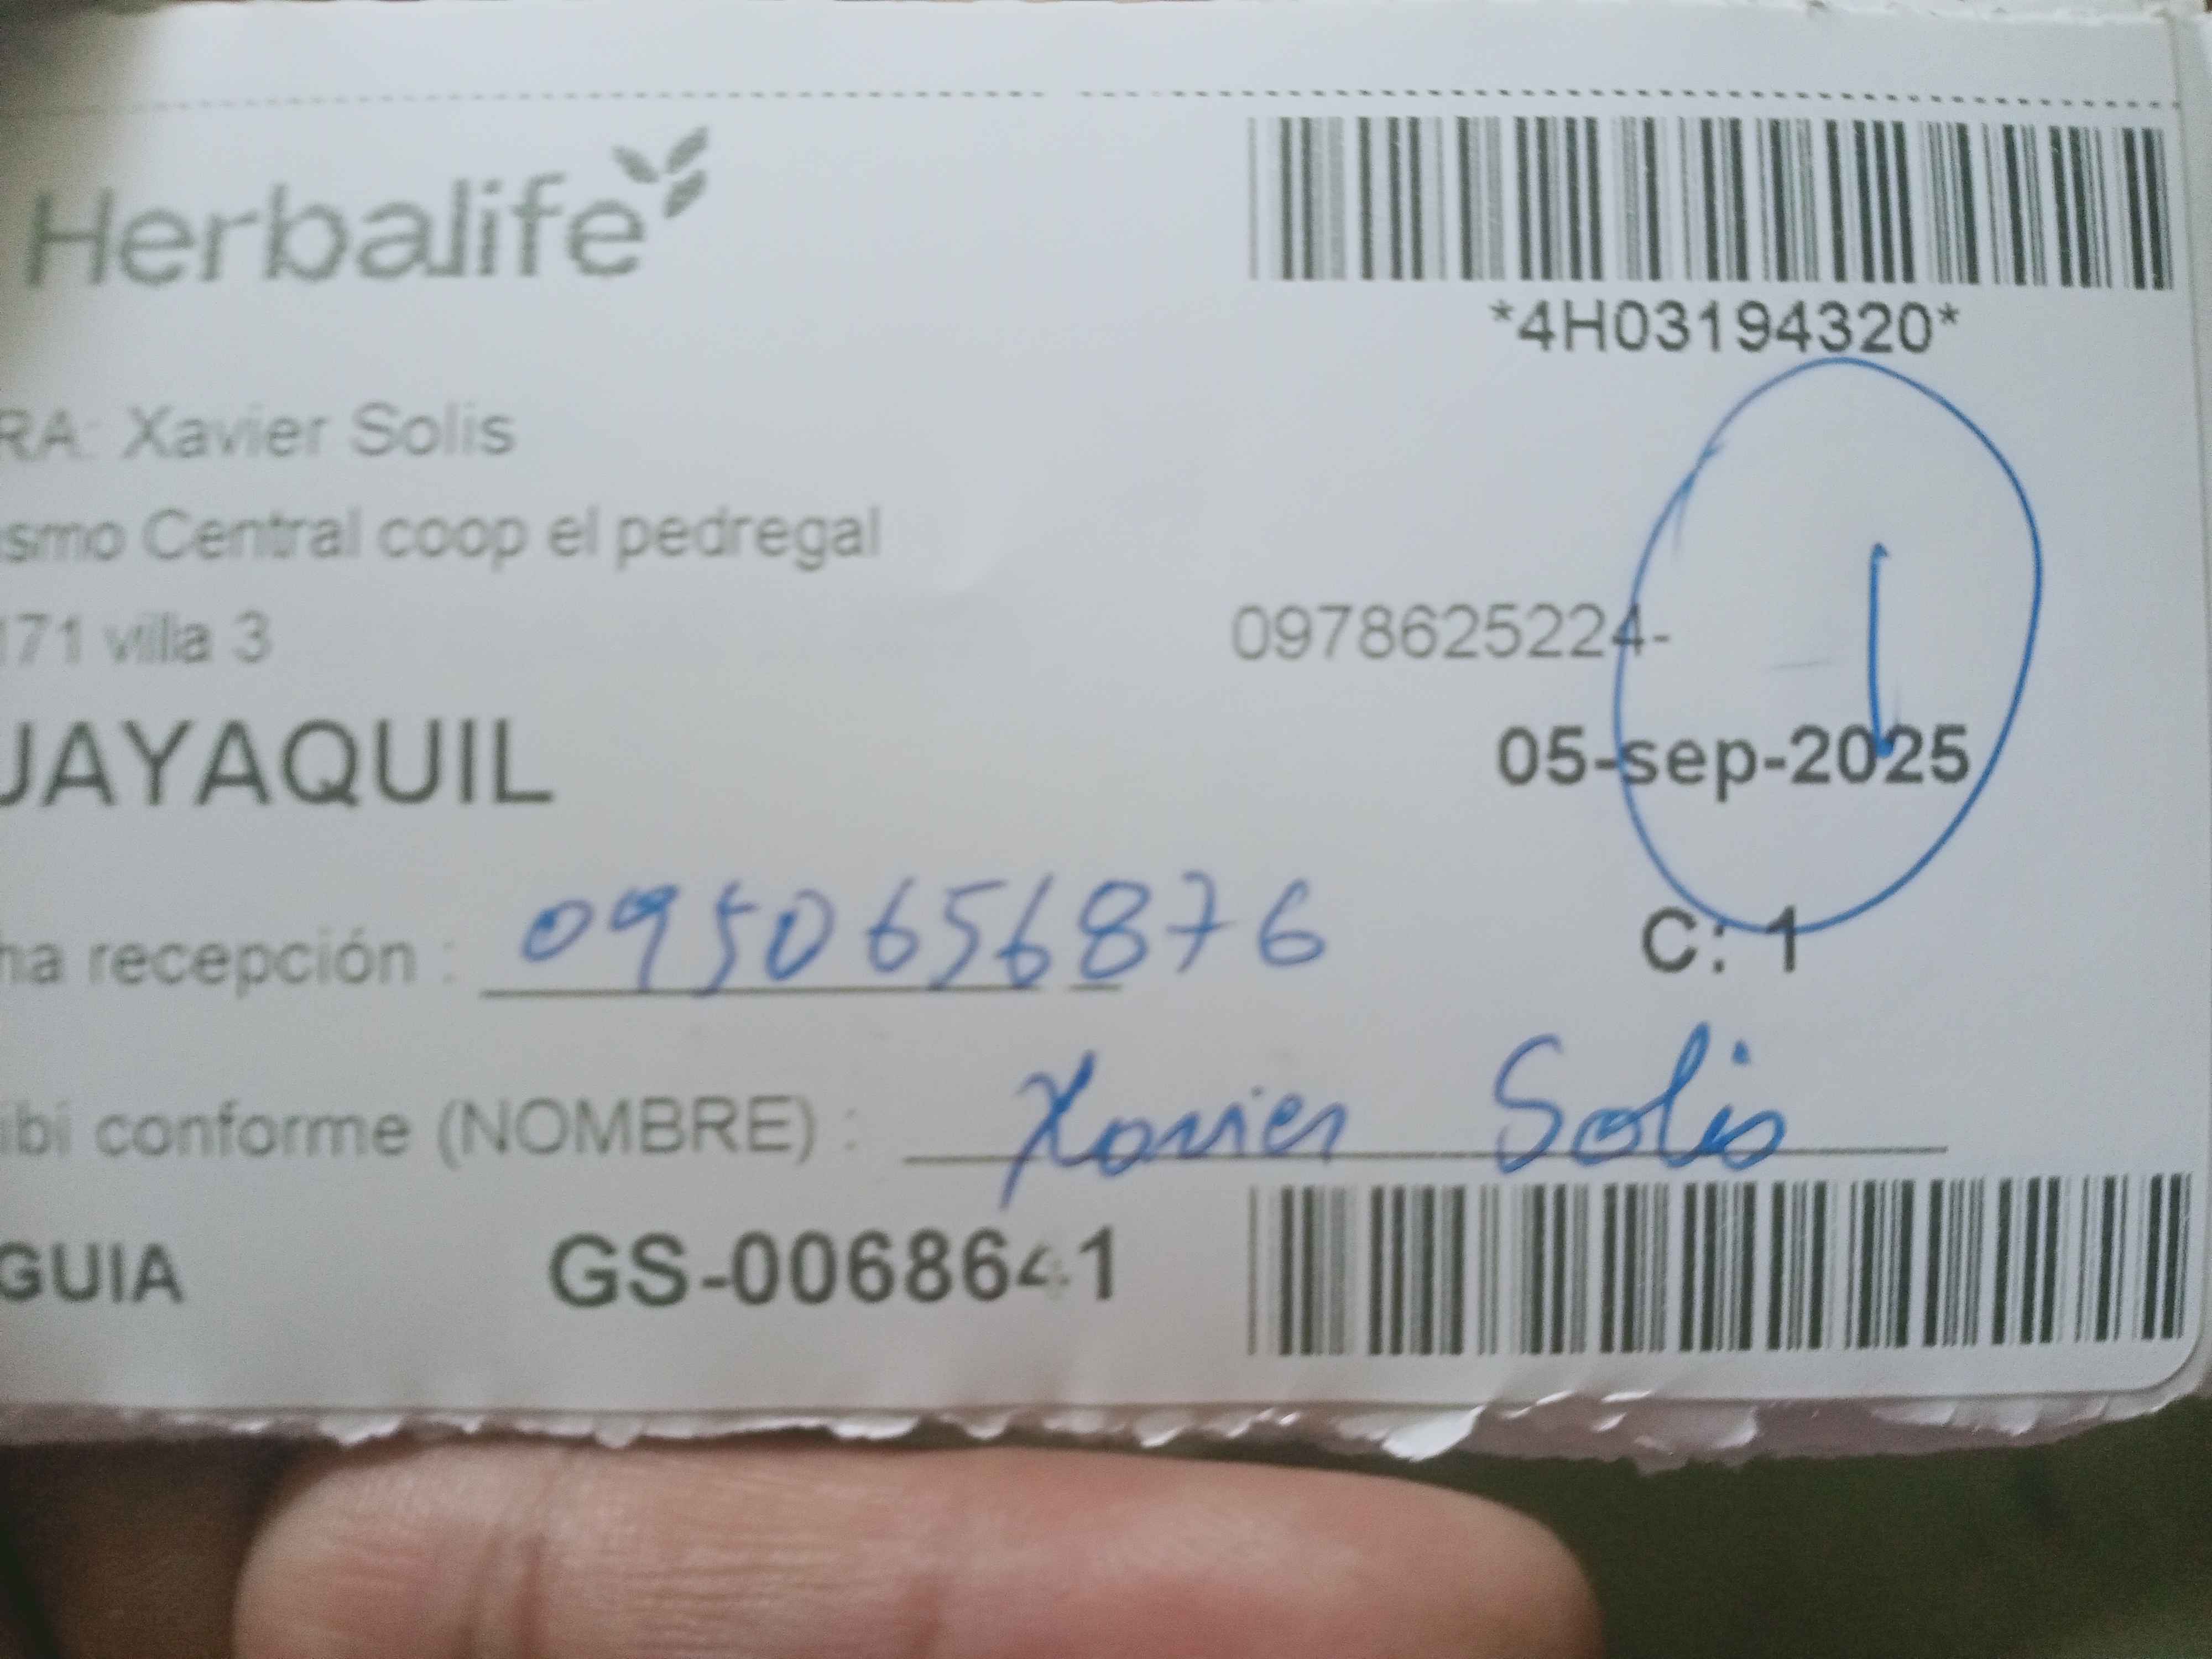 Herbalife
*4H03194320*
RA: Xavier Solis
smo Central coop el pedregal
171 villa 3
0978625224-
UAYAQUIL
05-sep-2025
1
ha recepción : 0950656876
C: 1
ibi conforme (NOMBRE) : Xavier Solis
GUIA GS-0068641